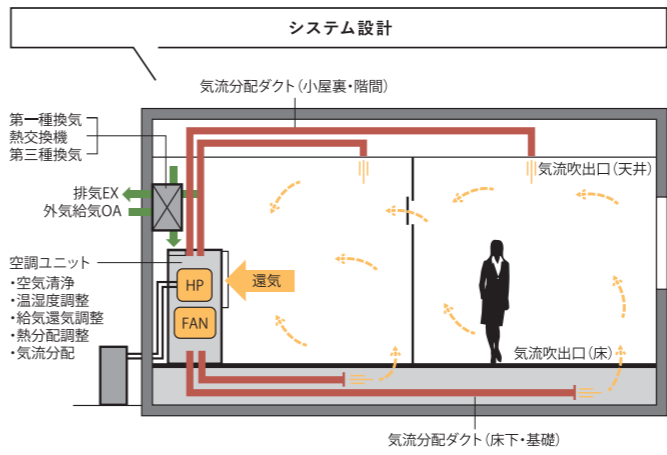 システム設計
気流分配ダクト(小屋裏・階間)
第一種換気
熱交換機
第三種換気
気流吹出口(天井)
排気EX
外気給気OA
空調ユニット
・空気清浄
・温湿度調整
・給気還気調整
・熱分配調整
・気流分配
HP
還気
FAN
気流吹出口(床)
気流分配ダクト(床下・基礎)